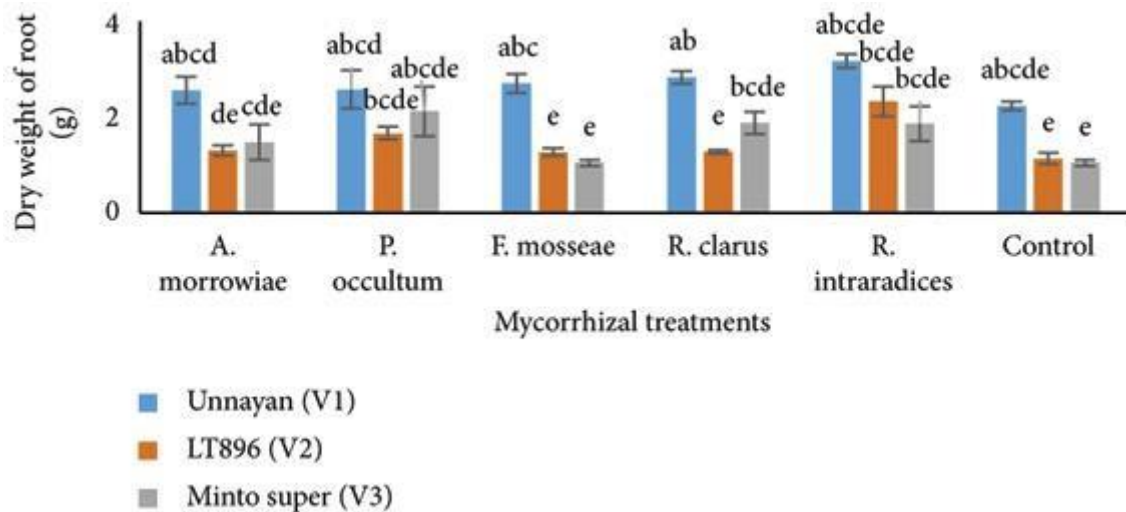 Dry weight of root
(g)
4
2
0
abcd
de
cde
abcd
bcde
abcde
abc
e
e
ab
e
bcde
abcde
bcde
bcde
abcde
e
e
A.
morrowiae
P.
occultum
F. mosseae
R. clarus
R.
intraradices
Control
Mycorrhizal treatments
Unnayan (V1)
LT896 (V2)
Minto super (V3)